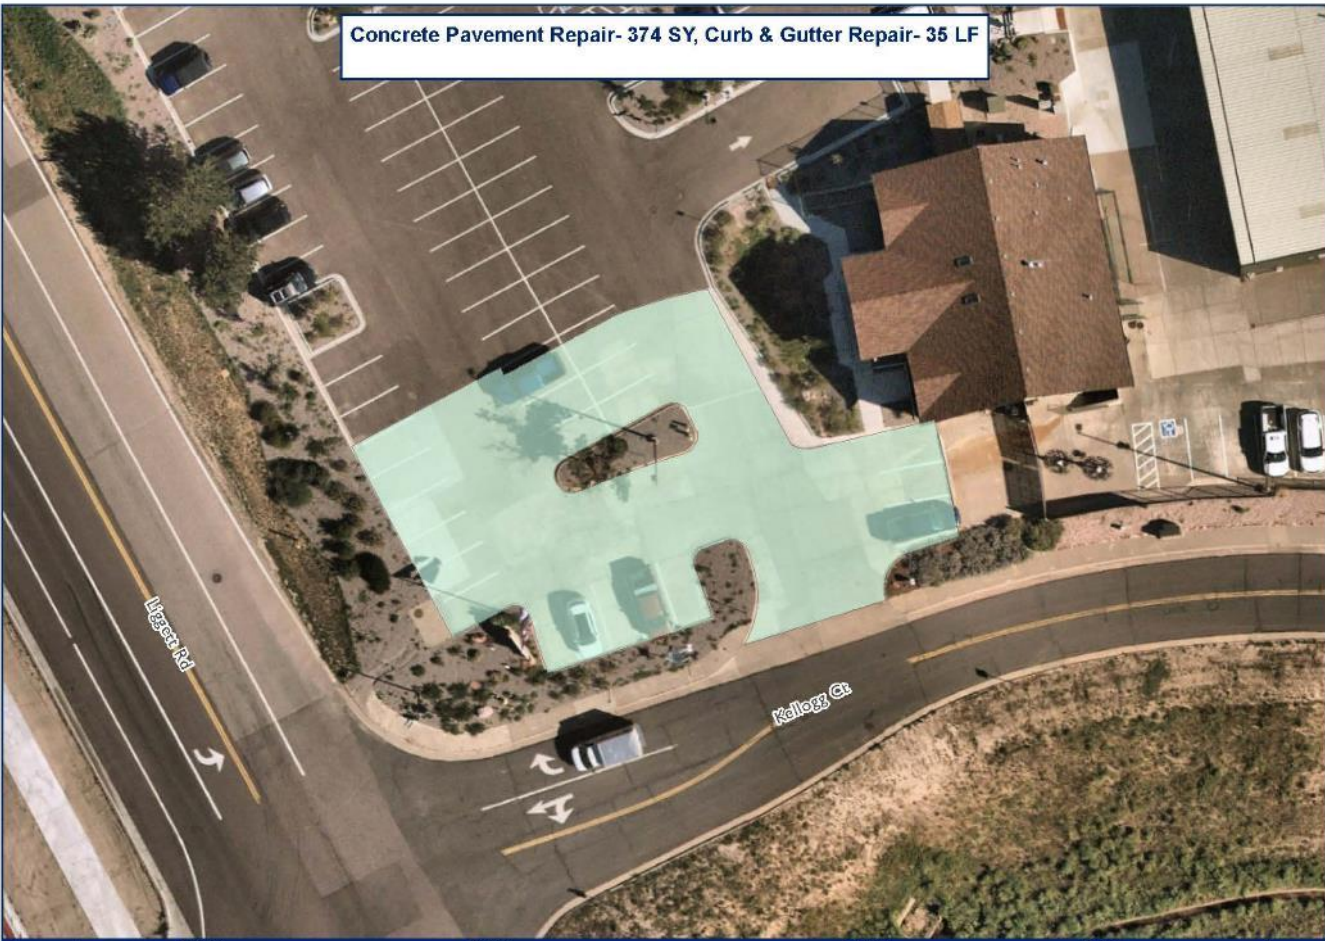 Concrete Pavement Repair- 374 SY, Curb & Gutter Repair- 35 LF
Liggett Rd
Kellogg Ct